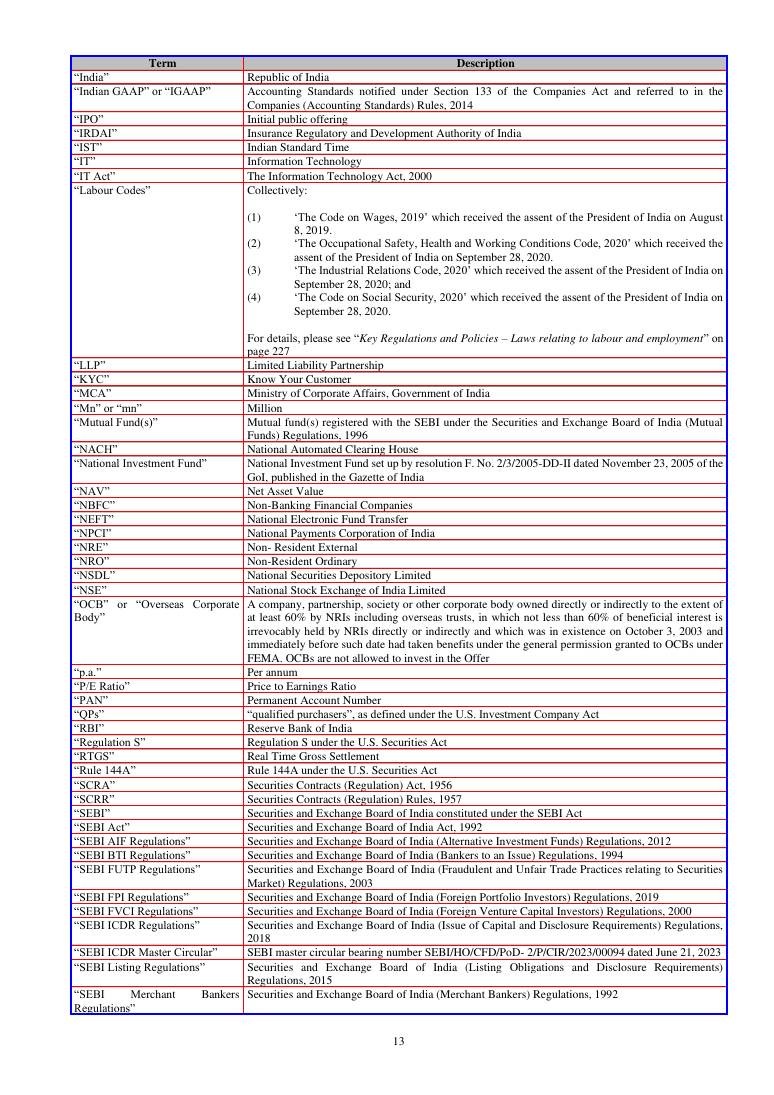 Term Description
“India” Republic of India
“Indian GAAP” or “IGAAP” Accounting Standards notified under Section 133 of the Companies Act and referred to in the
Companies (Accounting Standards) Rules, 2014
“IPO” Initial public offering
“IRDAI” Insurance Regulatory and Development Authority of India
“IST” Indian Standard Time
“IT” Information Technology
“IT Act” The Information Technology Act, 2000
“Labour Codes” Collectively:
(1) ‘The Code on Wages, 2019’ which received the assent of the President of India on August
8, 2019.
(2) ‘The Occupational Safety, Health and Working Conditions Code, 2020’ which received the
assent of the President of India on September 28, 2020.
(3) ‘The Industrial Relations Code, 2020’ which received the assent of the President of India on
September 28, 2020; and
(4) ‘The Code on Social Security, 2020’ which received the assent of the President of India on
September 28, 2020.
For details, please see “Key Regulations and Policies – Laws relating to labour and employment” on
page 227
“LLP” Limited Liability Partnership
“KYC” Know Your Customer
“MCA” Ministry of Corporate Affairs, Government of India
“Mn” or “mn” Million
“Mutual Fund(s)” Mutual fund(s) registered with the SEBI under the Securities and Exchange Board of India (Mutual
Funds) Regulations, 1996
“NACH” National Automated Clearing House
“National Investment Fund” National Investment Fund set up by resolution F. No. 2/3/2005-DD-II dated November 23, 2005 of the
GoI, published in the Gazette of India
“NAV” Net Asset Value
“NBFC” Non-Banking Financial Companies
“NEFT” National Electronic Fund Transfer
“NPCI” National Payments Corporation of India
“NRE” Non- Resident External
“NRO” Non-Resident Ordinary
“NSDL” National Securities Depository Limited
“NSE” National Stock Exchange of India Limited
“OCB” or “Overseas Corporate A company, partnership, society or other corporate body owned directly or indirectly to the extent of
Body” at least 60% by NRIs including overseas trusts, in which not less than 60% of beneficial interest is
irrevocably held by NRIs directly or indirectly and which was in existence on October 3, 2003 and
immediately before such date had taken benefits under the general permission granted to OCBs under
FEMA. OCBs are not allowed to invest in the Offer
“p.a.” Per annum
“P/E Ratio” Price to Earnings Ratio
“PAN” Permanent Account Number
“QPs” “qualified purchasers”, as defined under the U.S. Investment Company Act
“RBI” Reserve Bank of India
“Regulation S” Regulation S under the U.S. Securities Act
“RTGS” Real Time Gross Settlement
“Rule 144A” Rule 144A under the U.S. Securities Act
“SCRA” Securities Contracts (Regulation) Act, 1956
“SCRR” Securities Contracts (Regulation) Rules, 1957
“SEBI” Securities and Exchange Board of India constituted under the SEBI Act
“SEBI Act” Securities and Exchange Board of India Act, 1992
“SEBI AIF Regulations” Securities and Exchange Board of India (Alternative Investment Funds) Regulations, 2012
“SEBI BTI Regulations” Securities and Exchange Board of India (Bankers to an Issue) Regulations, 1994
“SEBI FUTP Regulations” Securities and Exchange Board of India (Fraudulent and Unfair Trade Practices relating to Securities
Market) Regulations, 2003
“SEBI FPI Regulations” Securities and Exchange Board of India (Foreign Portfolio Investors) Regulations, 2019
“SEBI FVCI Regulations” Securities and Exchange Board of India (Foreign Venture Capital Investors) Regulations, 2000
“SEBI ICDR Regulations” Securities and Exchange Board of India (Issue of Capital and Disclosure Requirements) Regulations,
2018
“SEBI ICDR Master Circular” SEBI master circular bearing number SEBI/HO/CFD/PoD- 2/P/CIR/2023/00094 dated June 21, 2023
“SEBI Listing Regulations” Securities and Exchange Board of India (Listing Obligations and Disclosure Requirements)
Regulations, 2015
“SEBI Merchant Bankers Securities and Exchange Board of India (Merchant Bankers) Regulations, 1992
Regulations”
13